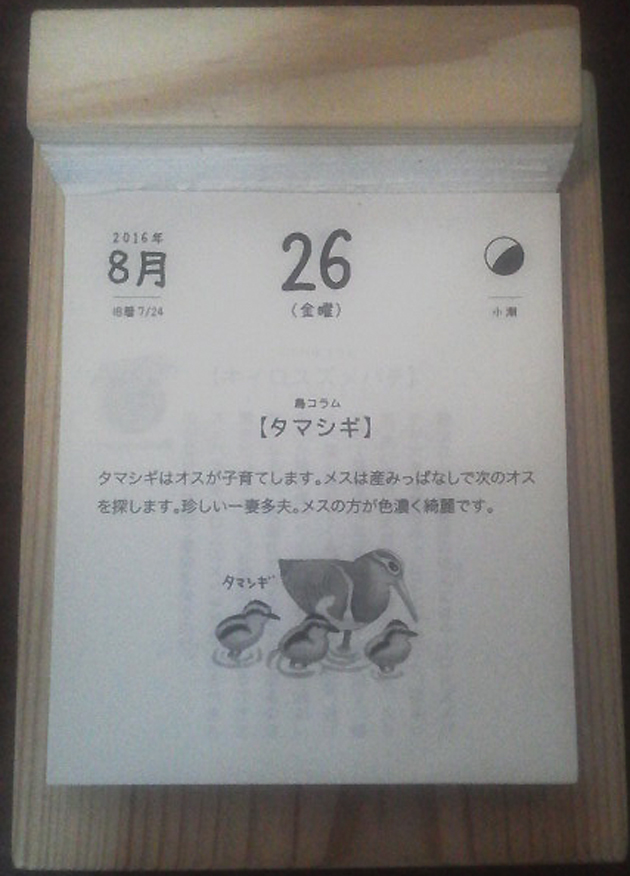 2016年
8月
旧暦 7/24
26
(金曜)
小潮
鳥コラム
【タマシギ】
タマシギはオスが子育てします。メスは産みっぱなしで次のオス
を探します。珍しい一妻多夫。メスの方が色濃く綺麗です。
タマシギ